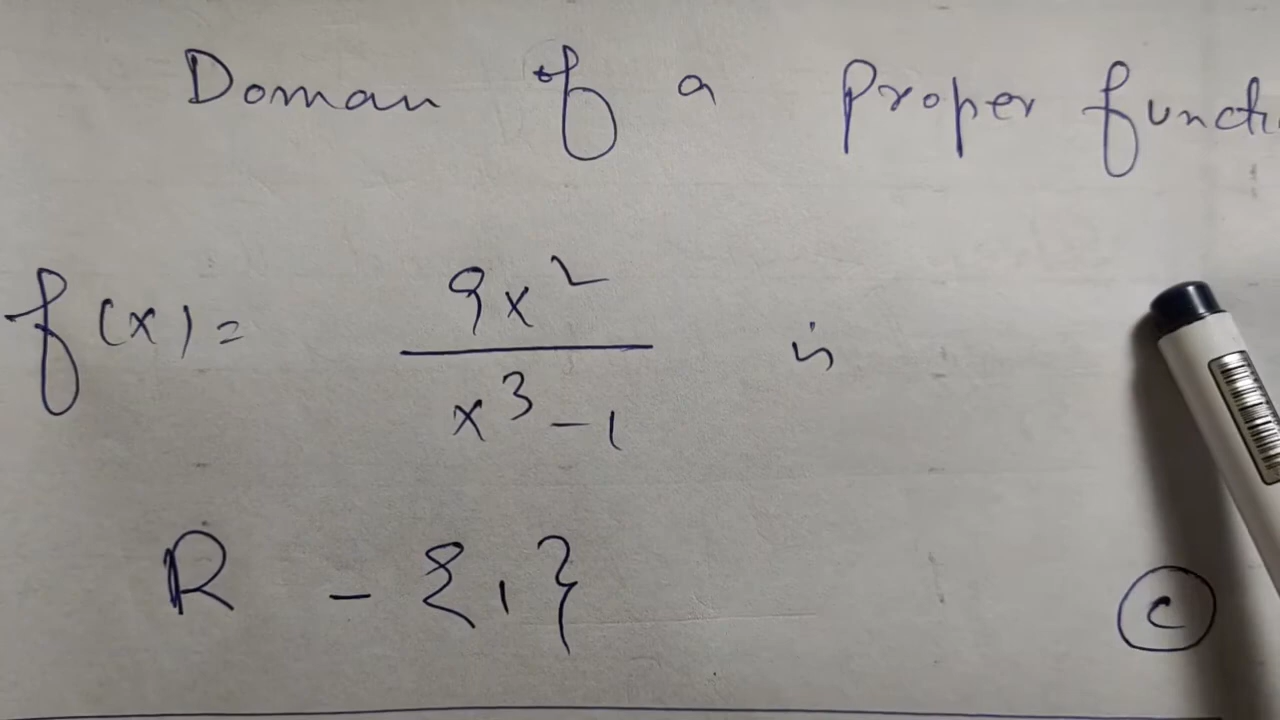 Doman of a Proper functi
f(x) = 9x² / x³ - 1 is
R - {1} c